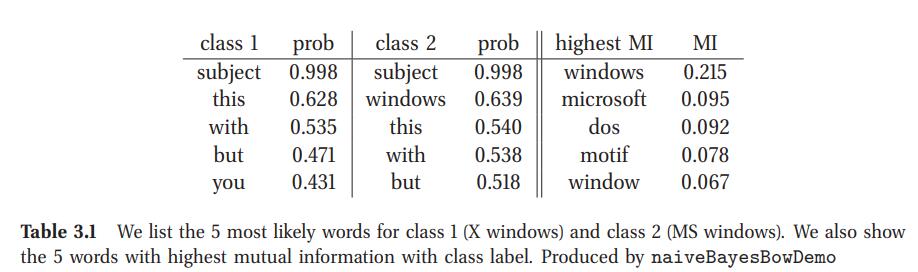 class 1 prob class 2 prob highest MI MI
subject 0.998 subject 0.998 windows 0.215
this 0.628 windows 0.639 microsoft 0.095
with 0.535 this 0.540 dos 0.092
but 0.471 with 0.538 motif 0.078
you 0.431 but 0.518 window 0.067
Table 3.1 We list the 5 most likely words for class 1 (X windows) and class 2 (MS windows). We also show
the 5 words with highest mutual information with class label. Produced by naiveBayesBowDemo